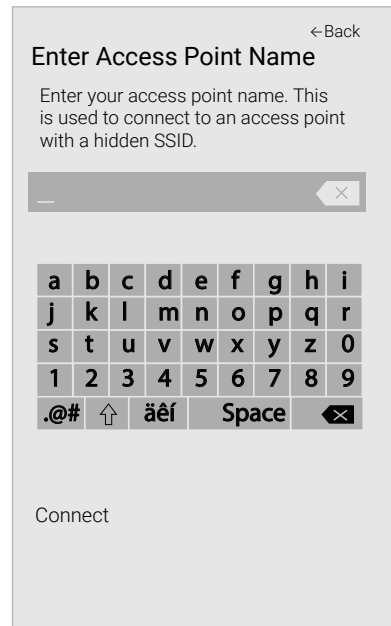 ←Back
Enter Access Point Name
Enter your access point name. This
is used to connect to an access point
with a hidden SSID.
_
a b c d e f g h i
j k l m n o p q r
s t u v w x y z 0
1 2 3 4 5 6 7 8 9
.@# ⇧ äêí Space ⌫
Connect